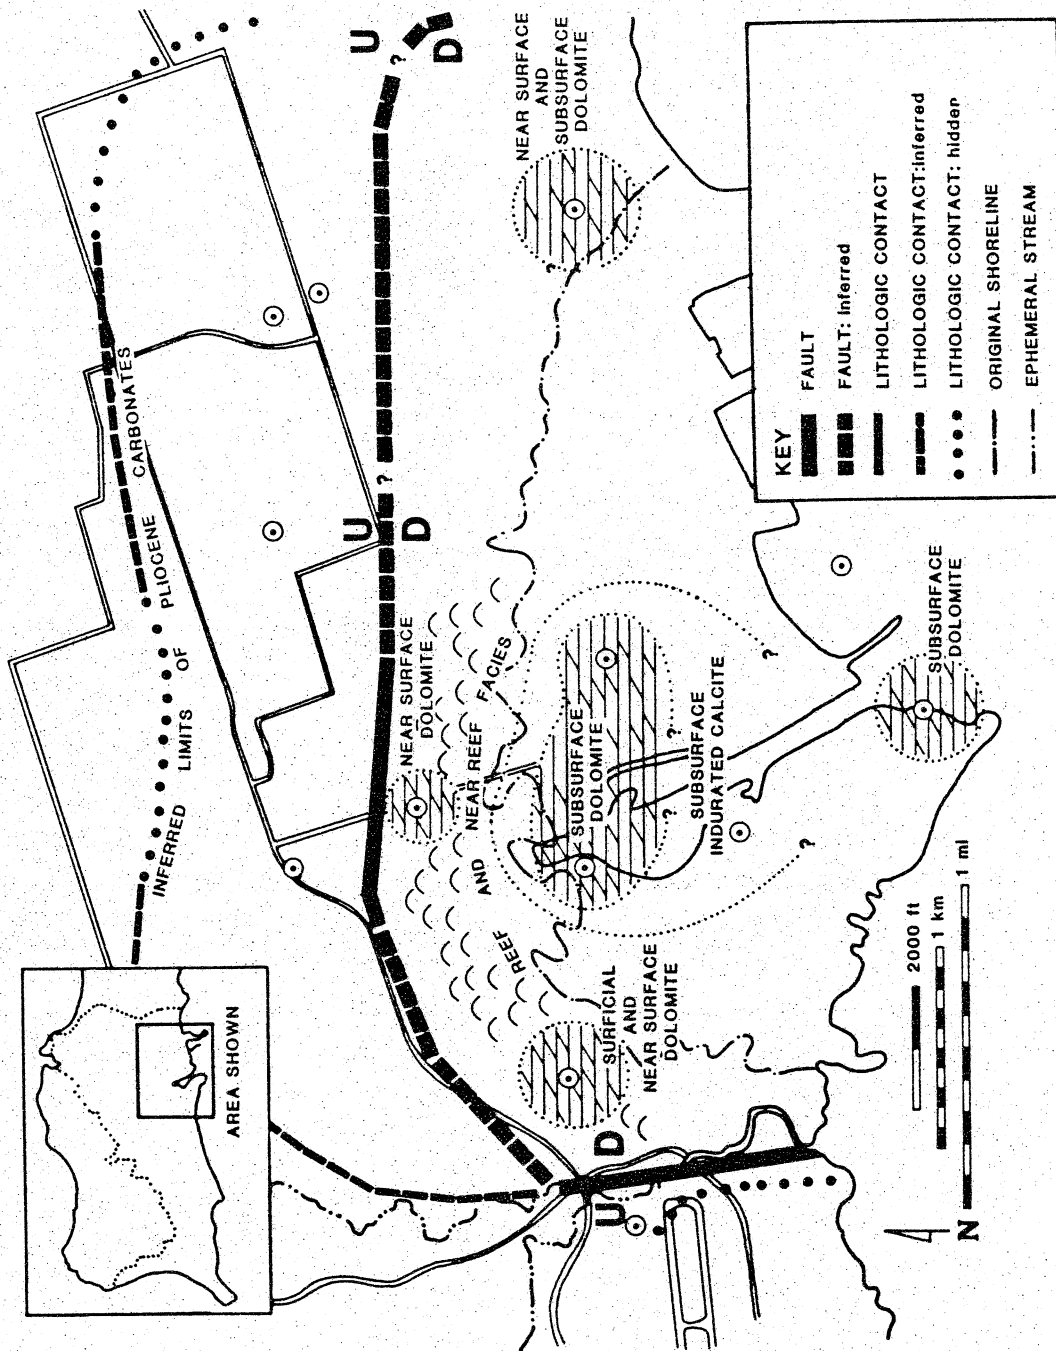 AREA SHOWN
INFERRED
LIMITS
OF
PLIOCENE
CARBONATES
U
D
?
U
D
?
U
D
NEAR SURFACE
AND
SUBSURFACE
DOLOMITE
?
NEAR SURFACE
DOLOMITE
REEF
AND
NEAR REEF
FACIES
SURFICIAL
AND
NEAR SURFACE
DOLOMITE
SUBSURFACE
DOLOMITE
?
?
SUBSURFACE
INDURATED CALCITE
?
?
SUBSURFACE
DOLOMITE
N
2000 ft
1 km
1 mi
KEY
FAULT
FAULT: inferred
LITHOLOGIC CONTACT
LITHOLOGIC CONTACT:inferred
LITHOLOGIC CONTACT: hidden
ORIGINAL SHORELINE
EPHEMERAL STREAM